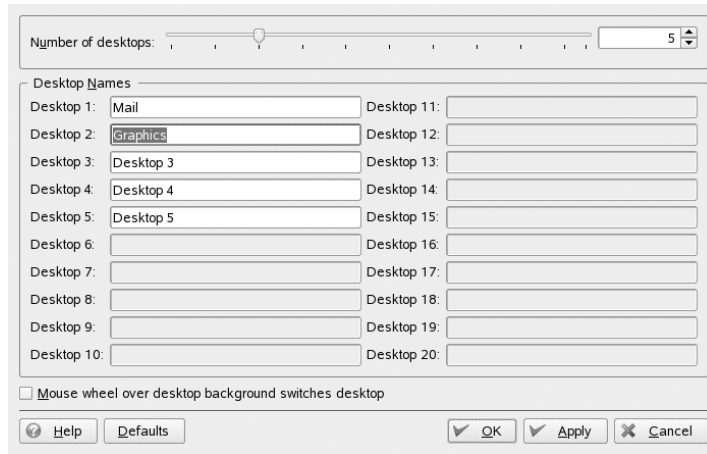 Number of desktops: 5
Desktop Names
Desktop 1: Mail
Desktop 2: Graphics
Desktop 3: Desktop 3
Desktop 4: Desktop 4
Desktop 5: Desktop 5
Desktop 6:
Desktop 7:
Desktop 8:
Desktop 9:
Desktop 10:
Desktop 11:
Desktop 12:
Desktop 13:
Desktop 14:
Desktop 15:
Desktop 16:
Desktop 17:
Desktop 18:
Desktop 19:
Desktop 20:
Mouse wheel over desktop background switches desktop
Help Defaults OK Apply Cancel